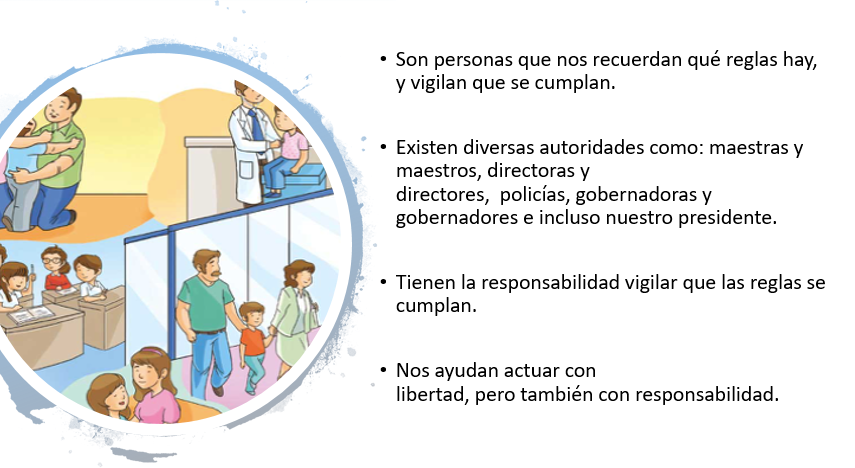 • Son personas que nos recuerdan qué reglas hay,
y vigilan que se cumplan.
• Existen diversas autoridades como: maestras y
maestros, directoras y
directores,  policías, gobernadoras y
gobernadores e incluso nuestro presidente.
• Tienen la responsabilidad vigilar que las reglas se
cumplan.
• Nos ayudan actuar con
libertad, pero también con responsabilidad.